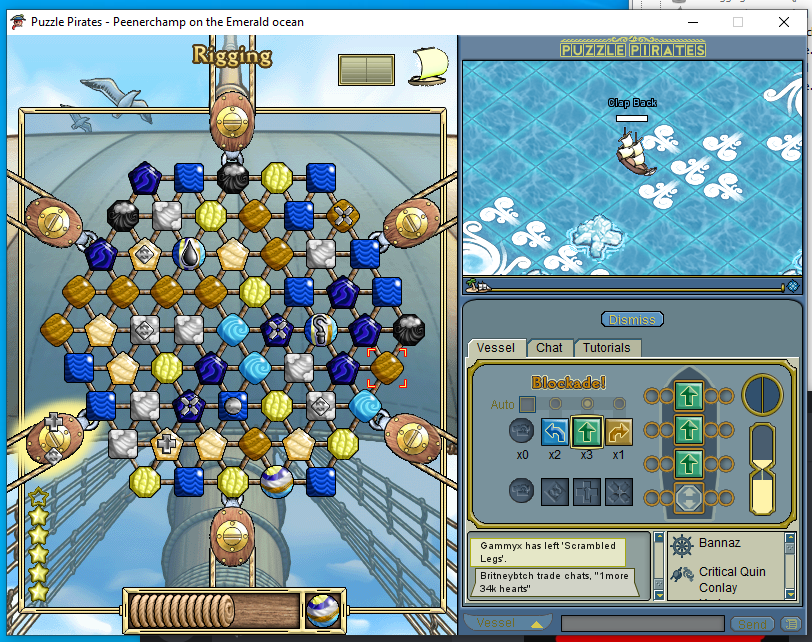 Puzzle Pirates - Peenerchamp on the Emerald ocean
Rigging
PUZZLE PIRATES
Olap Back
Dismiss
Vessel
Chat
Tutorials
Blockade!
Auto
x0
x2
x3
x1
Gammyx has left 'Scrambled
Legs'.
Britneybtch trade chats, "1more
34k hearts"
Bannaz
Critical Quin
Conlay
Vessel
Send